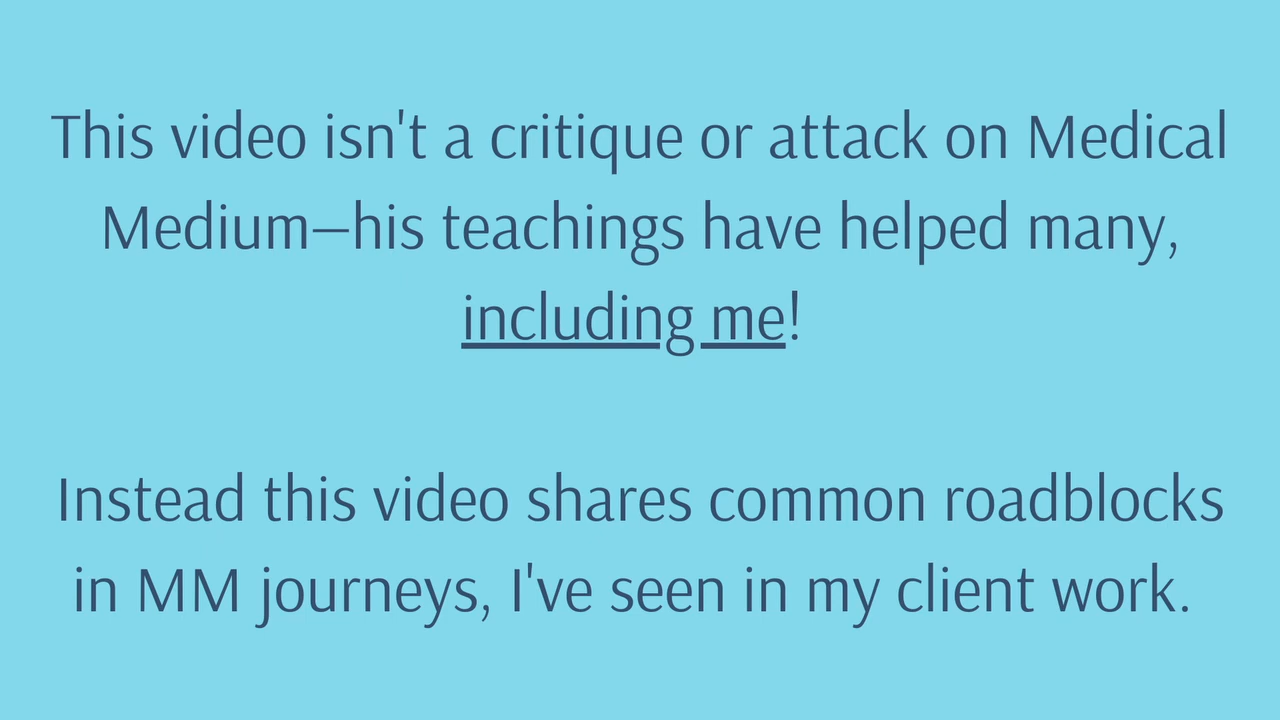 This video isn't a critique or attack on Medical
Medium—his teachings have helped many,
including me!
Instead this video shares common roadblocks
in MM journeys, I've seen in my client work.